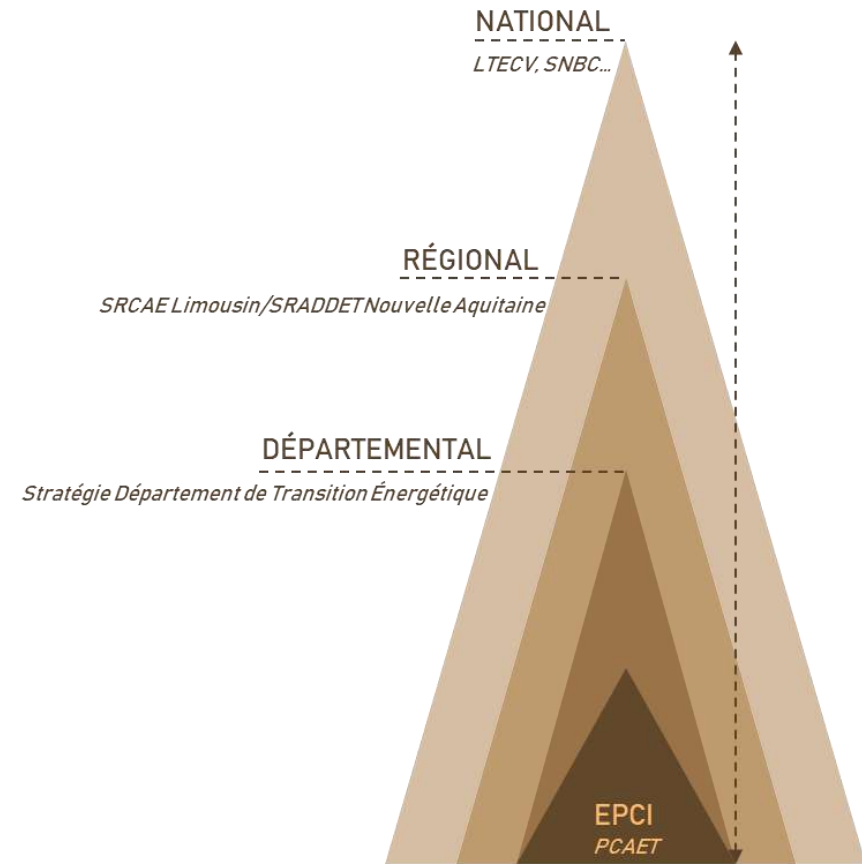 NATIONAL
LTECV, SNBC...
RÉGIONAL
SRCAE Limousin/SRADDET Nouvelle Aquitaine
DÉPARTEMENTAL
Stratégie Département de Transition Énergétique
EPCI
PCAET